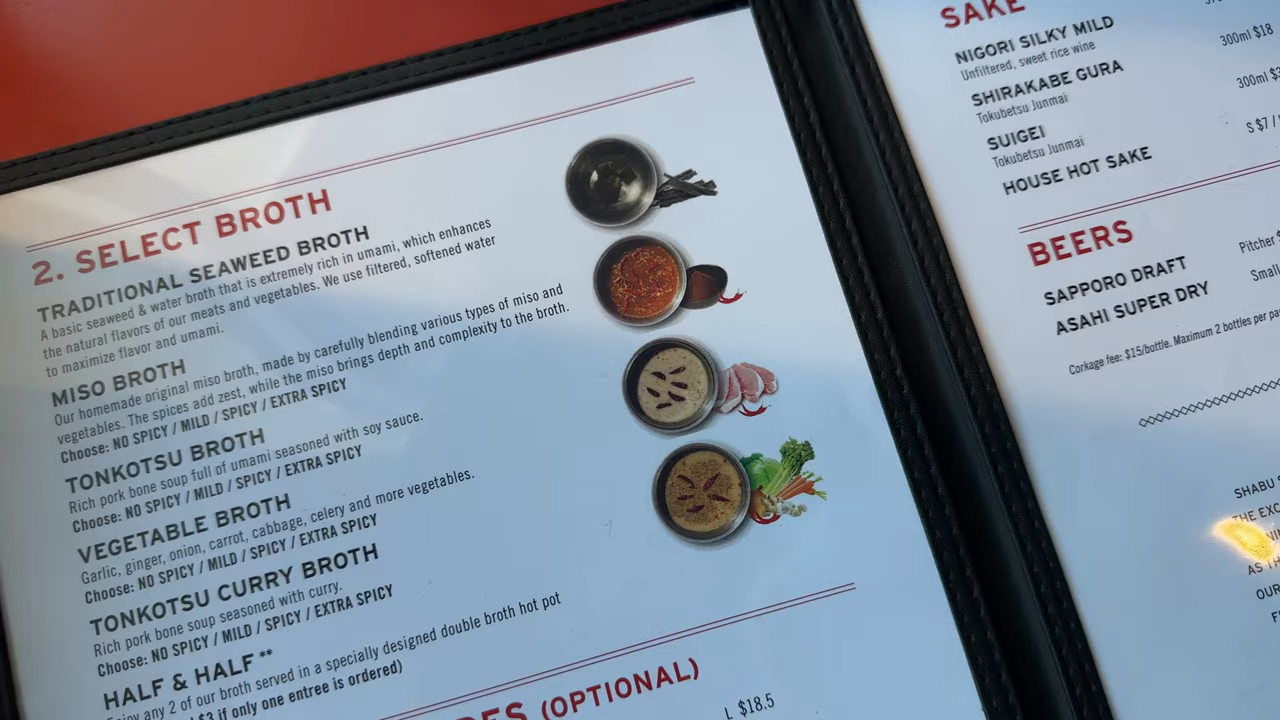 2. SELECT BROTH
TRADITIONAL SEAWEED BROTH
A basic seaweed & water broth that is extremely rich in umami, which enhances
the natural flavors of our meats and vegetables. We use filtered, softened water
to maximize flavor and umami.
MISO BROTH
Our homemade original miso broth, made by carefully blending various types of miso and
vegetables. The spices add zest, while the miso brings depth and complexity to the broth.
Choose: NO SPICY / MILD / SPICY / EXTRA SPICY
TONKOTSU BROTH
Rich pork bone soup full of umami seasoned with soy sauce.
Choose: NO SPICY / MILD / SPICY / EXTRA SPICY
VEGETABLE BROTH
Garlic, ginger, onion, carrot, cabbage, celery and more vegetables.
Choose: NO SPICY / MILD / SPICY / EXTRA SPICY
TONKOTSU CURRY BROTH
Rich pork bone soup seasoned with curry.
Choose: NO SPICY / MILD / SPICY / EXTRA SPICY
HALF & HALF **
Enjoy any 2 of our broth served in a specially designed double broth hot pot
$3 if only one entree is ordered)
(OPTIONAL)
L $18.5
SAKE
NIGORI SILKY MILD
Unfiltered, sweet rice wine
300ml $18
SHIRAKABE GURA
Tokubetsu Junmai
300ml
SUIGEI
Tokubetsu Junmai
S $7 /
HOUSE HOT SAKE
BEERS
SAPPORO DRAFT
Pitcher
ASAHI SUPER DRY
Small
Corkage fee: $15/bottle. Maximum 2 bottles per
SHABU
THE
AS
OUR